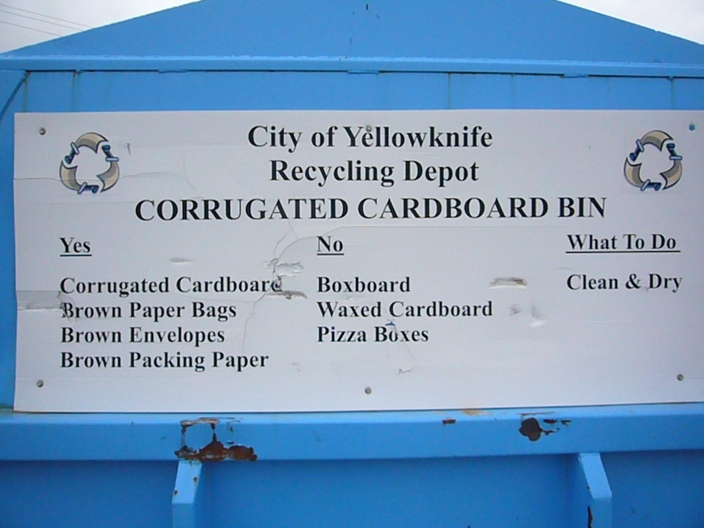 City of Yellowknife
Recycling Depot
CORRUGATED CARDBOARD BIN
Yes No What To Do
Corrugated Cardboard Boxboard Clean & Dry
Brown Paper Bags Waxed Cardboard
Brown Envelopes Pizza Boxes
Brown Packing Paper